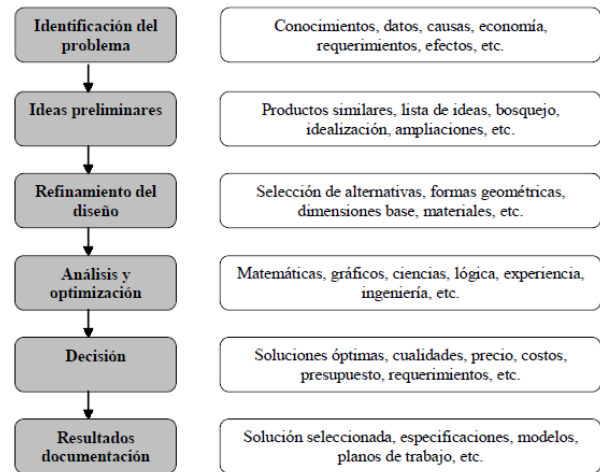 Identificación del
problema
Conocimientos, datos, causas, economía,
requerimientos, efectos, etc.
Ideas preliminares
Productos similares, lista de ideas, bosquejo,
idealización, ampliaciones, etc.
Refinamiento del
diseño
Selección de alternativas, formas geométricas,
dimensiones base, materiales, etc.
Análisis y
optimización
Matemáticas, gráficos, ciencias, lógica, experiencia,
ingeniería, etc.
Decisión
Soluciones óptimas, cualidades, precio, costos,
presupuesto, requerimientos, etc.
Resultados
documentación
Solución seleccionada, especificaciones, modelos,
planos de trabajo, etc.